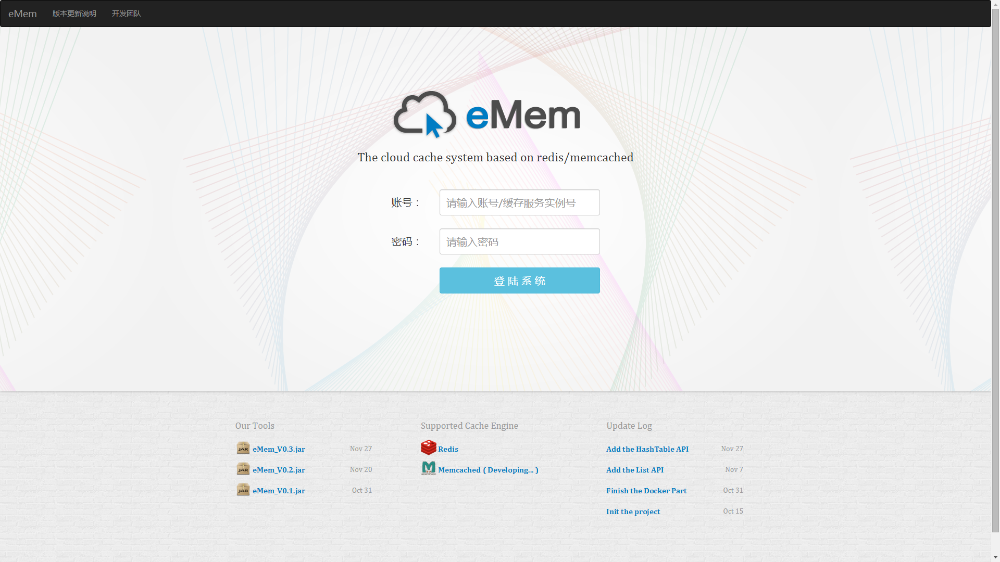 eMem 版本更新说明 开发团队
eMem
The cloud cache system based on redis/memcached
账号： 请输入账号/缓存服务实例号
密码： 请输入密码
登 陆 系 统
Our Tools
JAR eMem_V0.3.jar Nov 27
JAR eMem_V0.2.jar Nov 20
JAR eMem_V0.1.jar Oct 31
Supported Cache Engine
Redis
Memcached ( Developing... )
Update Log
Add the HashTable API Nov 27
Add the List API Nov 7
Finish the Docker Part Oct 31
Init the project Oct 15